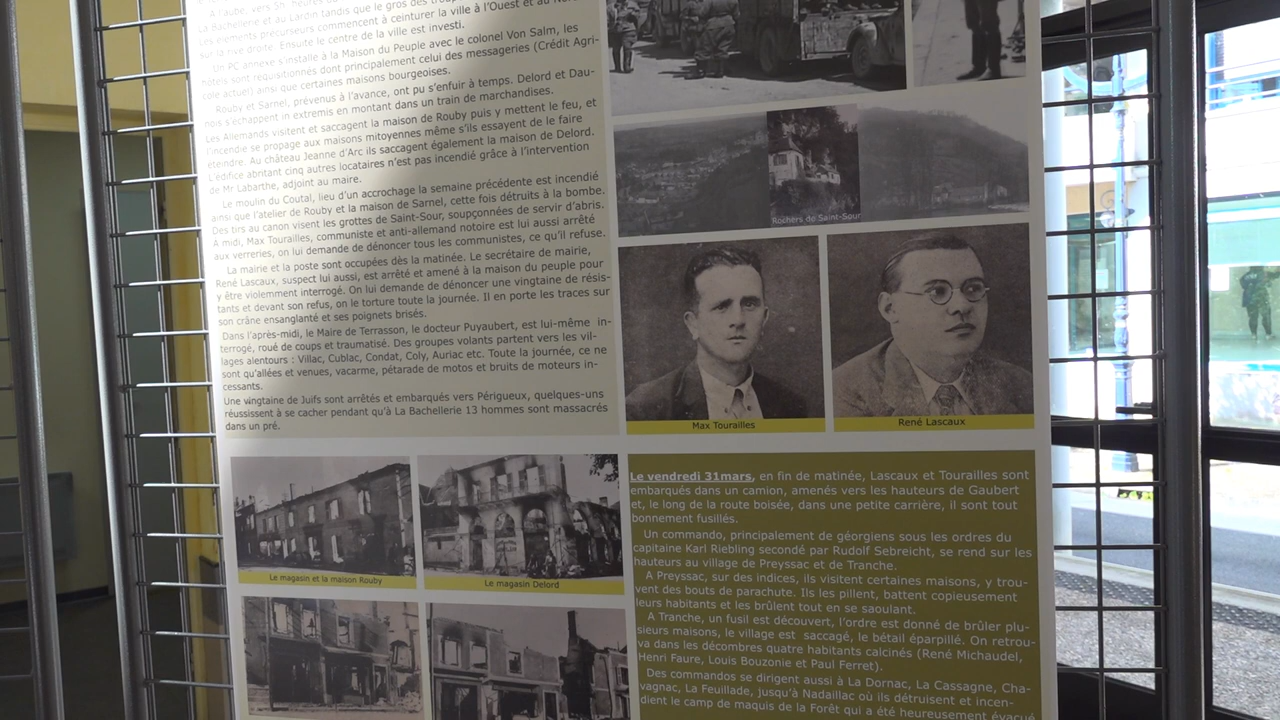 A l'aube, vers 5h
La Bachellerie et au Lardin tandis que le gros des
Les éléments précurseurs commencent à ceinturer la ville à l'Ouest et au
sur la rive droite. Ensuite le centre de la ville est investi.
Un PC annexe s'installe à la Maison du Peuple avec le colonel Von Salm, les
hôtels sont réquisitionnés dont principalement celui des messageries (Crédit Agri-
cole actuel) ainsi que certaines maisons bourgeoises.
Rouby et Sarnel, prévenus à l'avance, ont pu s'enfuir à temps. Delord et Dau-
nois s'échappent in extremis en montant dans un train de marchandises.
Les Allemands visitent et saccagent la maison de Rouby puis y mettent le feu, et
l'incendie se propage aux maisons mitoyennes même s'ils essayent de le faire
éteindre. Au château Jeanne d'Arc ils saccagent également la maison de Delord.
L'édifice abritant cinq autres locataires n'est pas incendié grâce à l'intervention
de Mr Labarthe, adjoint au maire.
Le moulin du Coutal, lieu d'un accrochage la semaine précédente est incendié
ainsi que l'atelier de Rouby et la maison de Sarnel, cette fois détruits à la bombe.
Des tirs au canon visent les grottes de Saint-Sour, soupçonnées de servir d'abris.
A midi, Max Tourailles, communiste et anti-allemand notoire est lui aussi arrêté
aux verreries, on lui demande de dénoncer tous les communistes, ce qu'il refuse.
La mairie et la poste sont occupées dès la matinée. Le secrétaire de mairie,
René Lascaux, suspect lui aussi, est arrêté et amené à la maison du peuple pour
y être violemment interrogé. On lui demande de dénoncer une vingtaine de résis-
tants et devant son refus, on le torture toute la journée. Il en porte les traces sur
son crâne ensanglanté et ses poignets brisés.
Dans l'après-midi, le Maire de Terrasson, le docteur Puyaubert, est lui-même in-
terrogé, roué de coups et traumatisé. Des groupes volants partent vers les vil-
lages alentours : Villac, Cublac, Condat, Coly, Auriac etc. Toute la journée, ce ne
sont qu'allées et venues, vacarme, pétarade de motos et bruits de moteurs in-
cessants.
Une wingtaine de Juifs sont arrêtés et embarqués vers Périgueux, quelques-uns
réussissent à se cacher pendant qu'à La Bachellerie 13 hommes sont massacrés
dans un pré.
Rochers de Saint-Sour
Max Tourailles
René Lascaux
Le magasin et la maison Rouby
Le magasin Delord
Le vendredi 31mars, en fin de matinée, Lascaux et Tourailles sont
embarqués dans un camion, amenés vers les hauteurs de Gaubert
et, le long de la route boisée, dans une petite carrière, il sont tout
bonnement fusillés.
Un commando, principalement de géorgiens sous les ordres du
capitaine Karl Riebling secondé par Rudolf Sebreicht, se rend sur les
hauteurs au village de Preyssac et de Tranche.
A Preyssac, sur des indices, ils visitent certaines maisons, y trou-
vent des bouts de parachute. Ils les pillent, battent copieusement
leurs habitants et les brûlent tout en se saoulant.
A Tranche, un fusil est découvert, l'ordre est donné de brûler plu-
sieurs maisons, le village est saccagé, le bétail éparpillé. On retrou-
va dans les décombres quatre habitants calcinés (René Michaudel,
Henri Faure, Louis Bouzonie et Paul Ferret).
Des commandos se dirigent aussi à La Dornac, La Cassagne, Cha-
vagnac, La Feuillade, jusqu'à Nadaillac où ils détruisent et incen-
dient le camp de maquis de la Forêt qui a été heureusement évacué